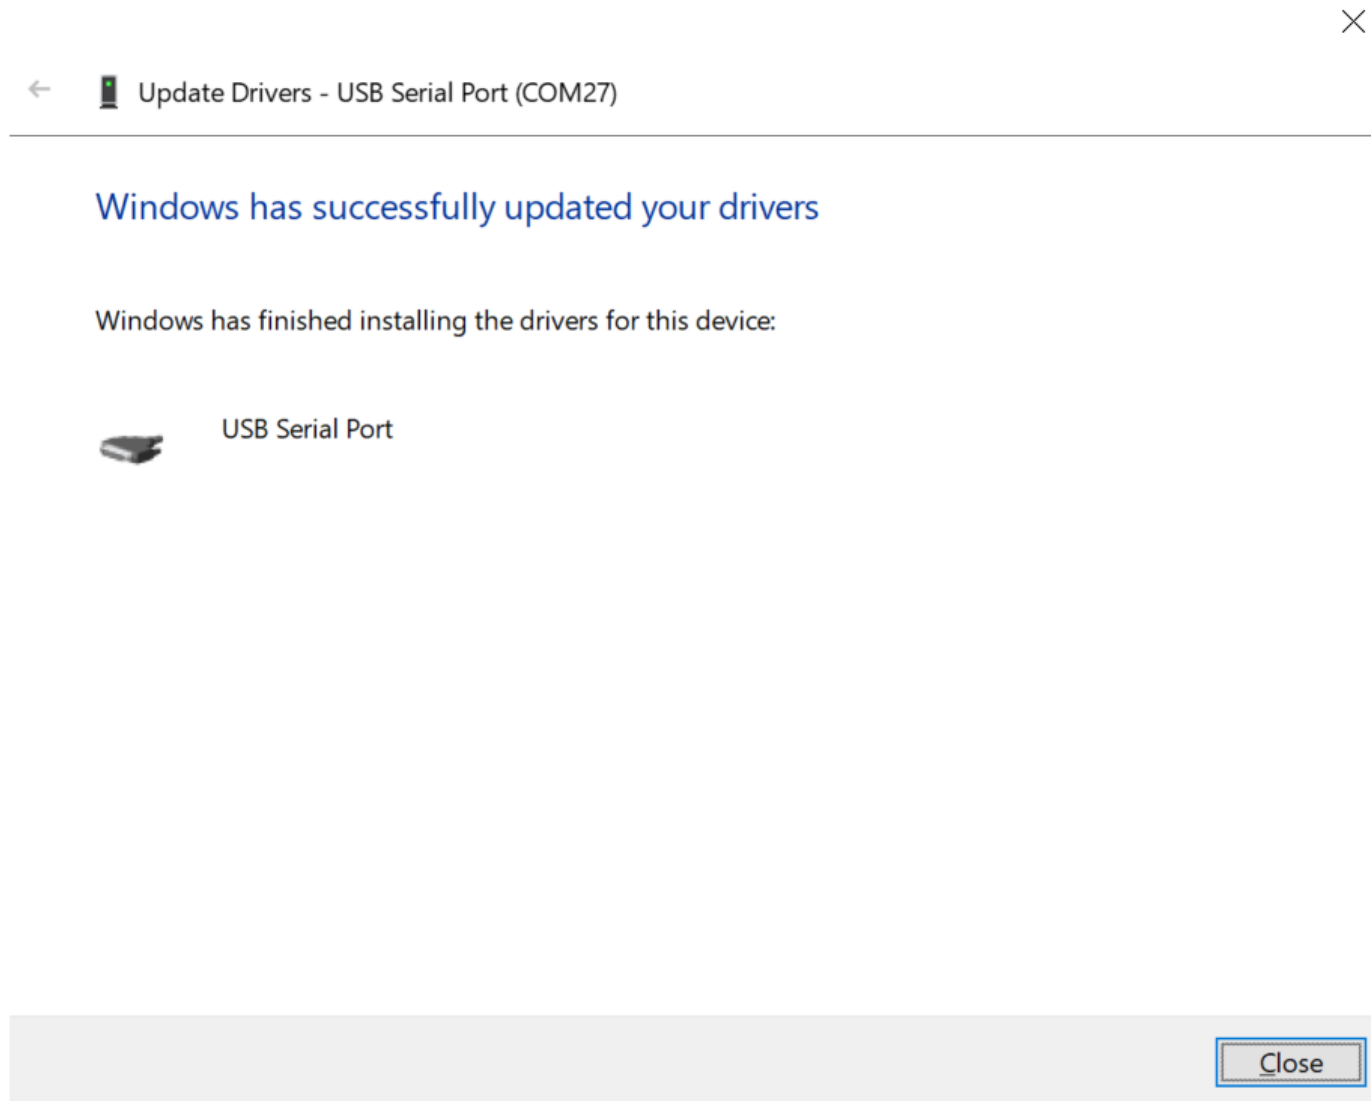 Update Drivers - USB Serial Port (COM27)
Windows has successfully updated your drivers
Windows has finished installing the drivers for this device:
USB Serial Port
Close